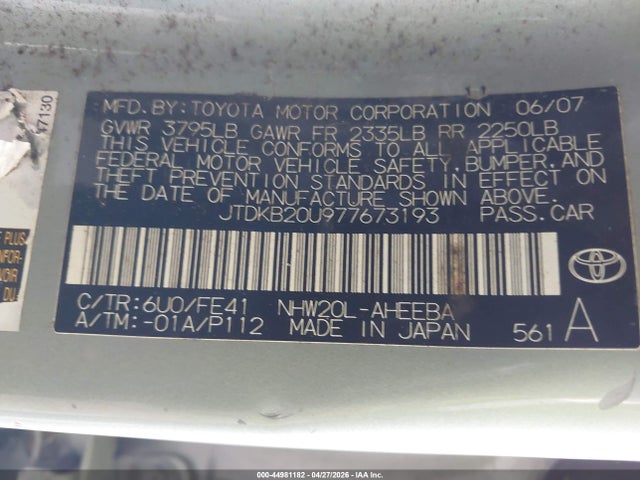 MFD. BY: TOYOTA MOTOR CORPORATION 06/07
GVWR 3795LB GAWR FR 2335LB RR 2250LB
THIS VEHICLE CONFORMS TO ALL APPLICABLE
FEDERAL MOTOR VEHICLE SAFETY, BUMPER, AND
THEFT PREVENTION STANDARDS IN EFFECT ON
THE DATE OF MANUFACTURE SHOWN ABOVE.
JTDKB20U977673193 PASS. CAR
C/TR: 6U0/FE41 NHW20L-AHEEBA
A/TM: -01A/P112 MADE IN JAPAN 561 A
7130
PLUS
DU
000-44981182 · 04/27/2026 · IAA Inc.